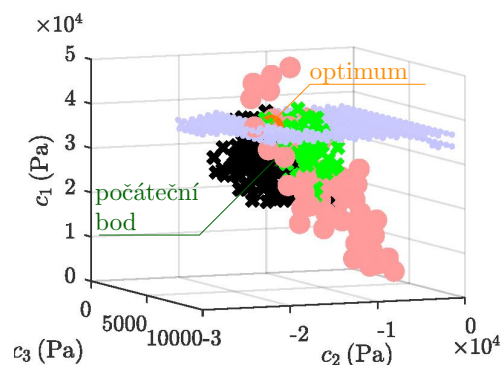 ×10⁴
5
4
3
2
1
0
c₁ (Pa)
optimum
počáteční
bod
0
5000
10000
c₃ (Pa)
-3
-2
-1
0
×10⁴
c₂ (Pa)